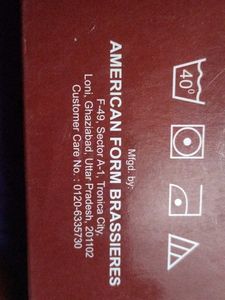 Mfgd. by:
AMERICAN FORM BRASSIERES
F-49, Sector A-1, Tronica City,
Loni, Ghaziabad, Uttar Pradesh, 201102
Customer Care No. : 0120-6335730
40°